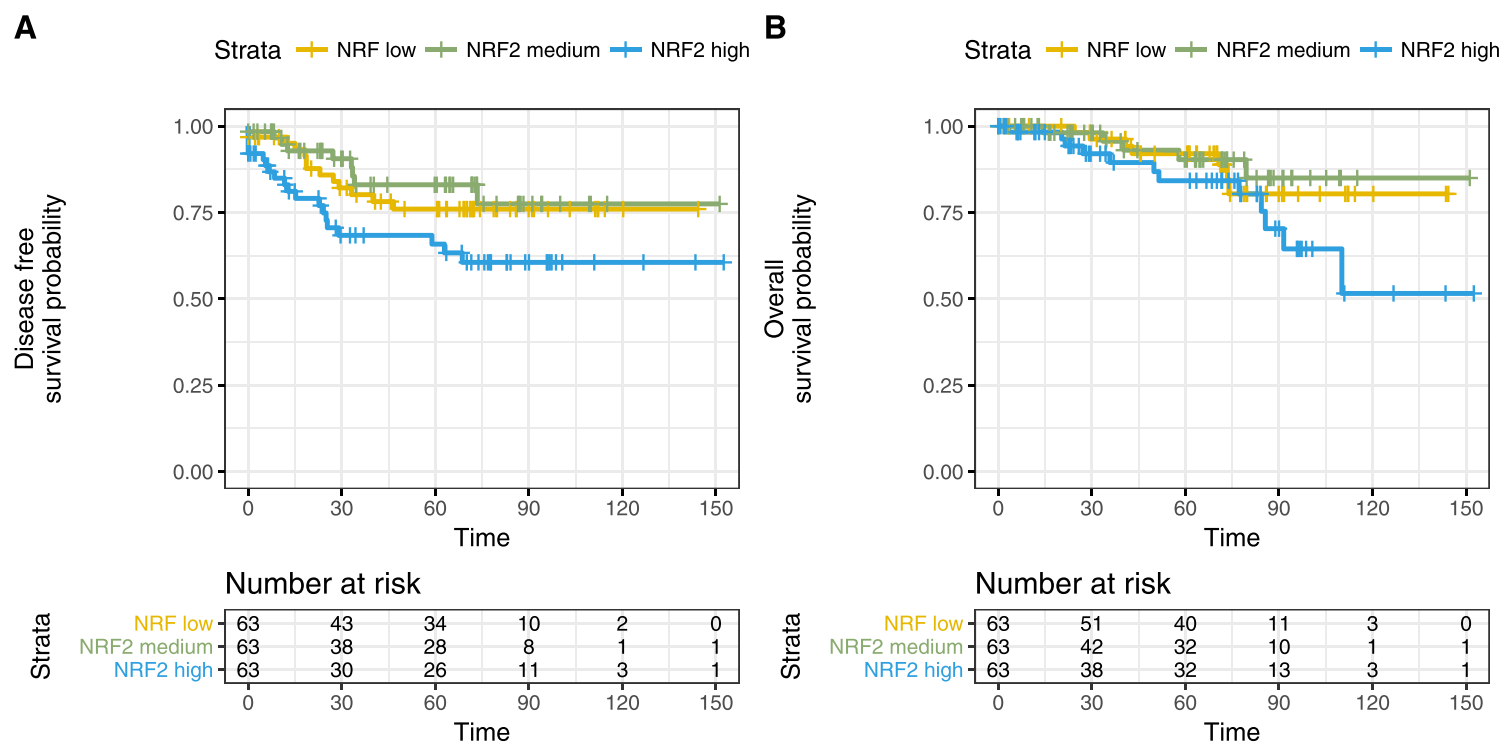 A
Strata NRF low NRF2 medium NRF2 high
Disease free
survival probability
1.00
0.75
0.50
0.25
0.00
0 30 60 90 120 150
Time
Number at risk
Strata
NRF low 63 43 34 10 2 0
NRF2 medium 63 38 28 8 1 1
NRF2 high 63 30 26 11 3 1
0 30 60 90 120 150
Time
B
Strata NRF low NRF2 medium NRF2 high
Overall
survival probability
1.00
0.75
0.50
0.25
0.00
0 30 60 90 120 150
Time
Number at risk
Strata
NRF low 63 51 40 11 3 0
NRF2 medium 63 42 32 10 1 1
NRF2 high 63 38 32 13 3 1
0 30 60 90 120 150
Time